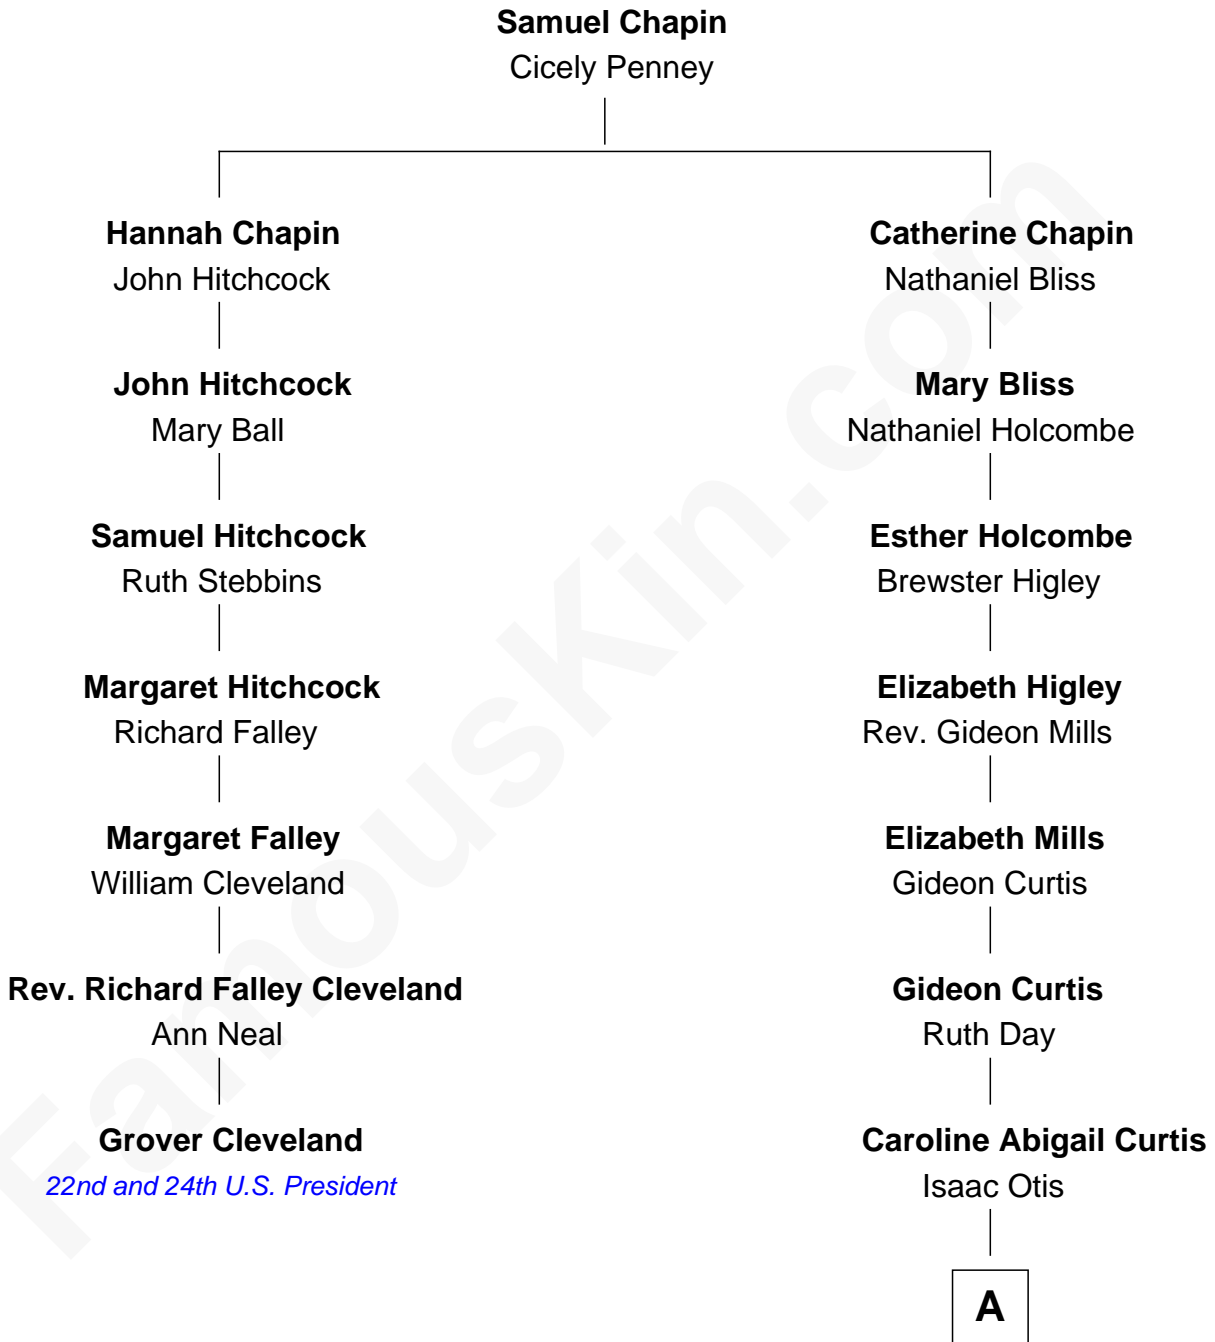 Samuel Chapin
Cicely Penney
Hannah Chapin
John Hitchcock
Catherine Chapin
Nathaniel Bliss
John Hitchcock
Mary Ball
Mary Bliss
Nathaniel Holcombe
Samuel Hitchcock
Ruth Stebbins
Esther Holcombe
Brewster Higley
Margaret Hitchcock
Richard Falley
Elizabeth Higley
Rev. Gideon Mills
Margaret Falley
William Cleveland
Elizabeth Mills
Gideon Curtis
Rev. Richard Falley Cleveland
Ann Neal
Gideon Curtis
Ruth Day
Grover Cleveland
22nd and 24th U.S. President
Caroline Abigail Curtis
Isaac Otis
A
FamousKin.com